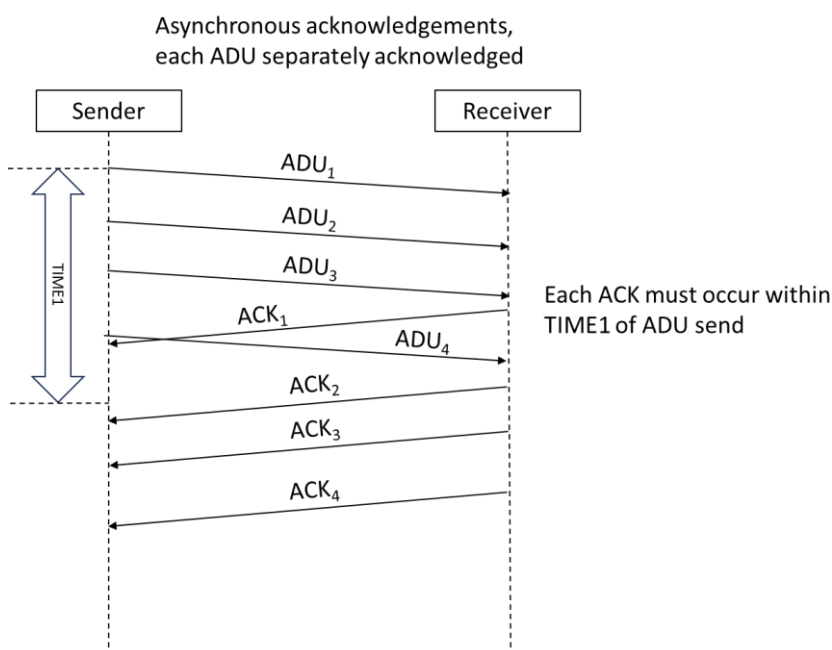 Asynchronous acknowledgements,
each ADU separately acknowledged
Sender
Receiver
ADU₁
ADU₂
ADU₃
TIME1
Each ACK must occur within
TIME1 of ADU send
ACK₁
ADU₄
ACK₂
ACK₃
ACK₄